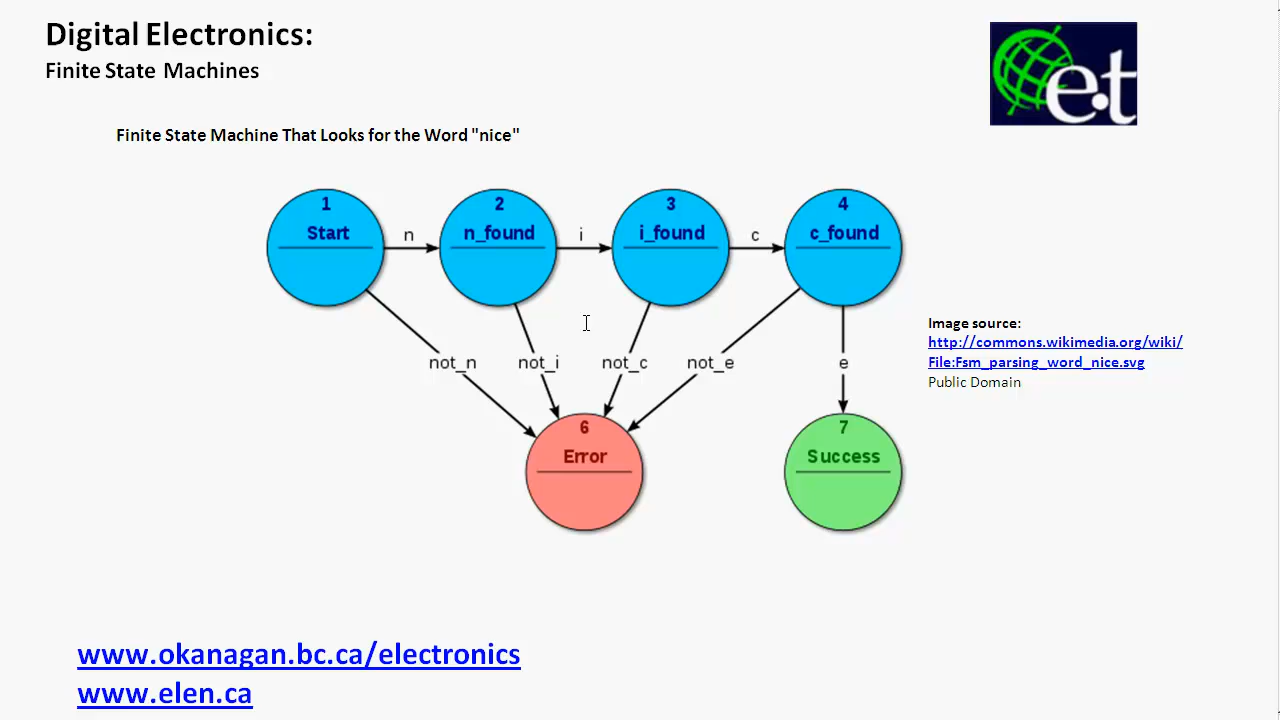 Digital Electronics:
Finite State Machines
e.t
Finite State Machine That Looks for the Word "nice"
1
Start
n
2
n_found
i
3
i_found
c
4
c_found
not_n
not_i
not_c
not_e
e
6
Error
7
Success
Image source:
http://commons.wikimedia.org/wiki/
File:Fsm_parsing_word_nice.svg
Public Domain
www.okanagan.bc.ca/electronics
www.elen.ca